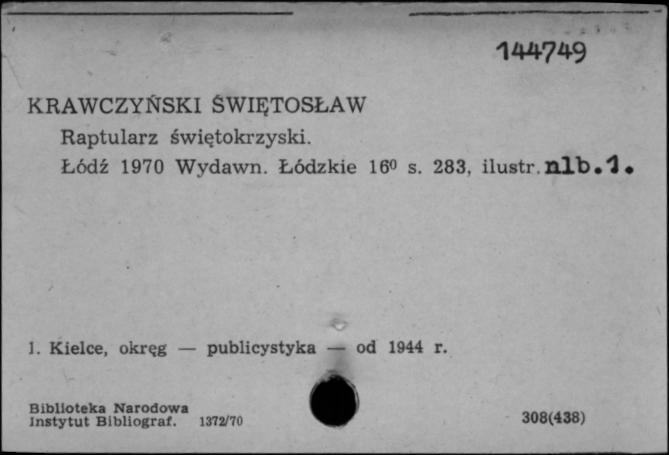 144749
KRAWCZYŃSKI ŚWIĘTOSŁAW
Raptularz świętokrzyski.
Łódź 1970 Wydawn. Łódzkie 16⁰ s. 283, ilustr. nlb.1.
1. Kielce, okręg — publicystyka — od 1944 r.
Biblioteka Narodowa
Instytut Bibliograf. 1372/70
308(438)